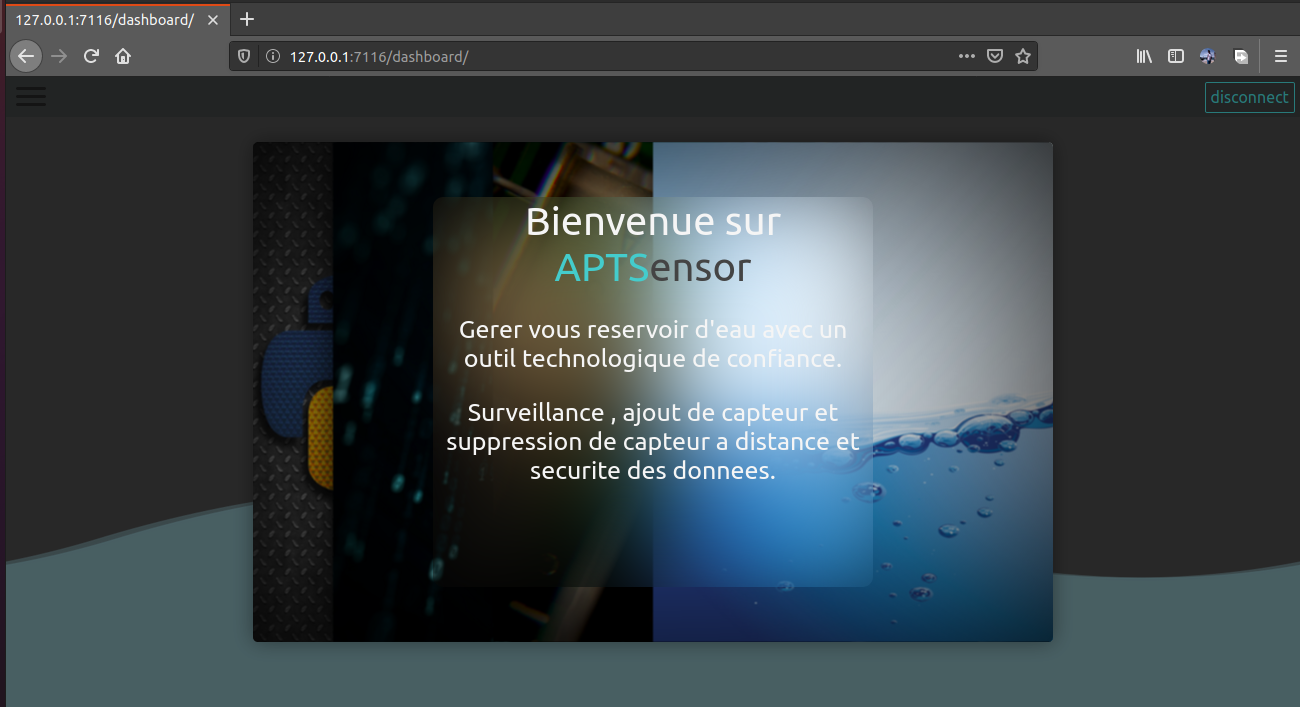 127.0.0.1:7116/dashboard/
127.0.0.1:7116/dashboard/
disconnect
Bienvenue sur
APTSensor
Gerer vous reservoir d'eau avec un
outil technologique de confiance.
Surveillance , ajout de capteur et
suppression de capteur a distance et
securite des donnees.